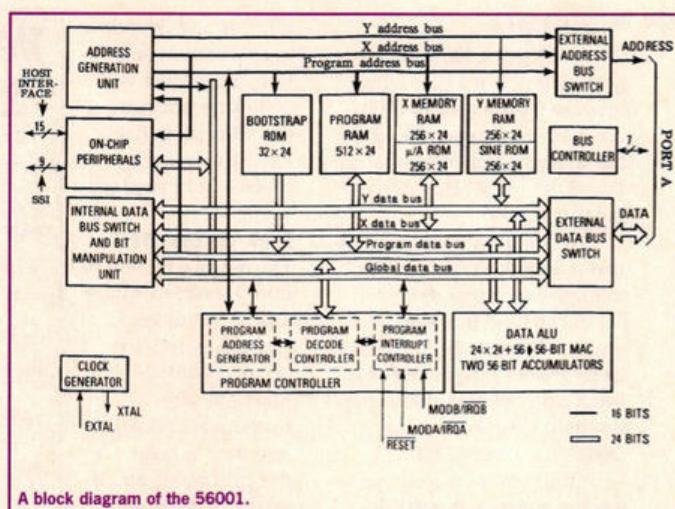 Y address bus
X address bus
Program address bus
ADDRESS
GENERATION
UNIT
EXTERNAL
ADDRESS
BUS
SWITCH
ADDRESS
HOST
INTER-
FACE
15
9
SSI
ON-CHIP
PERIPHERALS
BOOTSTRAP
ROM
32×24
PROGRAM
RAM
512×24
X MEMORY
RAM
256×24
μ/A ROM
256×24
Y MEMORY
RAM
256×24
SINE ROM
256×24
BUS
CONTROLLER
7
PORT A
INTERNAL DATA
BUS SWITCH
AND BIT
MANIPULATION
UNIT
Y data bus
X data bus
Program data bus
Global data bus
EXTERNAL
DATA BUS
SWITCH
DATA
PROGRAM
ADDRESS
GENERATOR
PROGRAM
DECODE
CONTROLLER
PROGRAM
INTERRUPT
CONTROLLER
PROGRAM CONTROLLER
DATA ALU
24×24+56 56-BIT MAC
TWO 56-BIT ACCUMULATORS
CLOCK
GENERATOR
XTAL
EXTAL
MODB/IRQB
MODA/IRQA
RESET
16 BITS
24 BITS
A block diagram of the 56001.